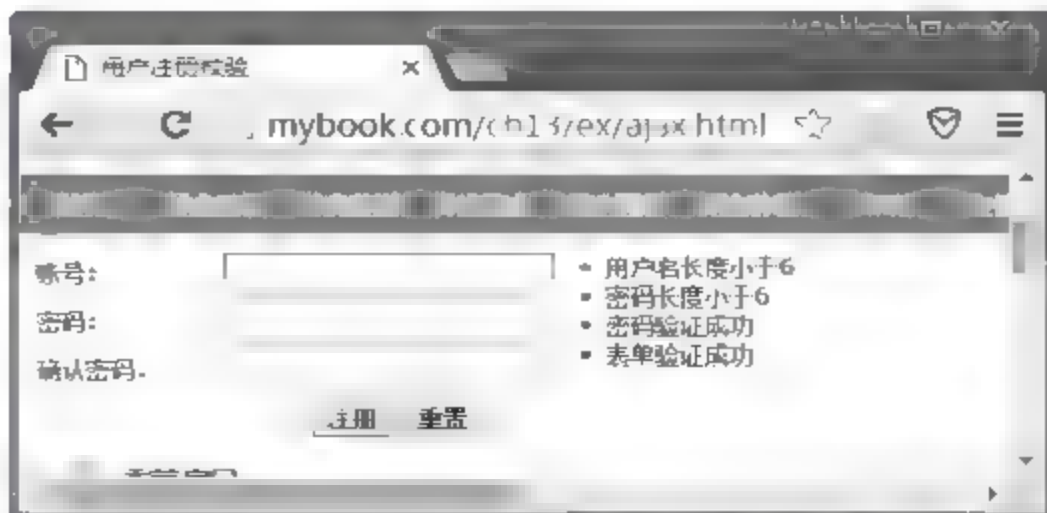 用户注册校验
mybook.com/ch13/ex/ajax.html
账号:
密码:
确认密码:
用户名长度小于6
密码长度小于6
密码验证成功
表单验证成功
注册 重置